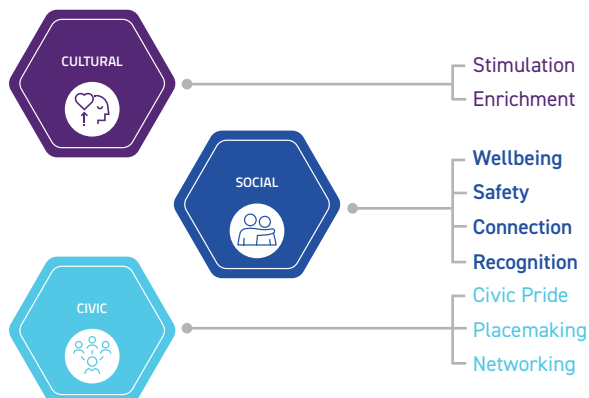 CULTURAL
Stimulation
Enrichment
SOCIAL
Wellbeing
Safety
Connection
Recognition
CIVIC
Civic Pride
Placemaking
Networking